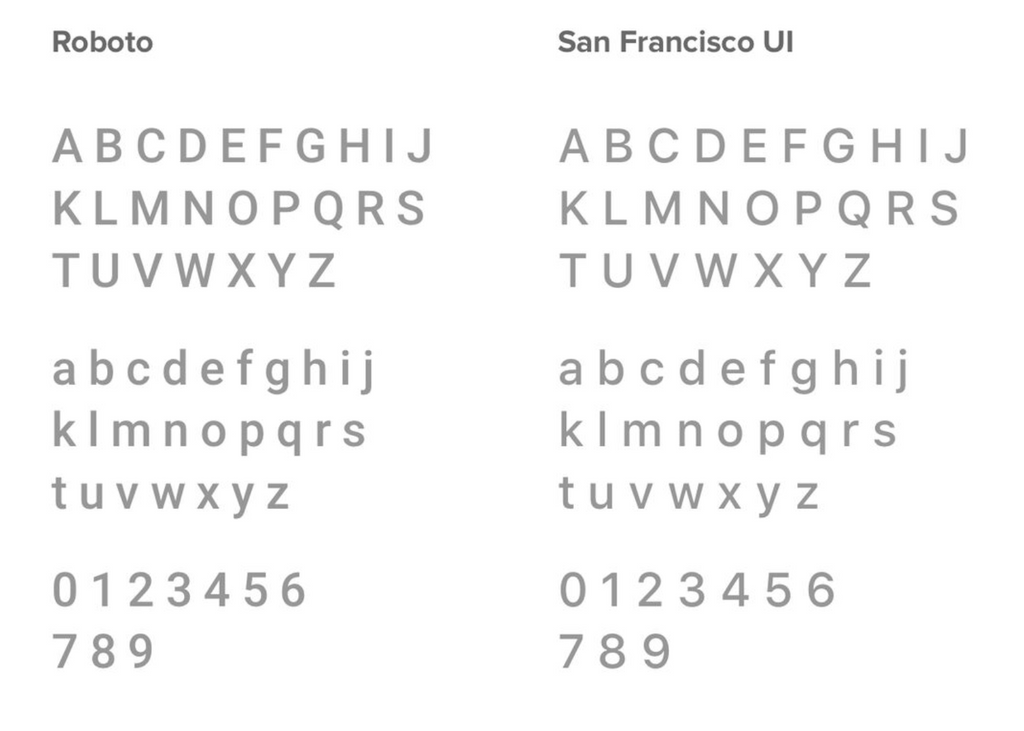 Roboto
A B C D E F G H I J
K L M N O P Q R S
T U V W X Y Z
a b c d e f g h i j
k l m n o p q r s
t u v w x y z
0 1 2 3 4 5 6
7 8 9
San Francisco UI
A B C D E F G H I J
K L M N O P Q R S
T U V W X Y Z
a b c d e f g h i j
k l m n o p q r s
t u v w x y z
0 1 2 3 4 5 6
7 8 9